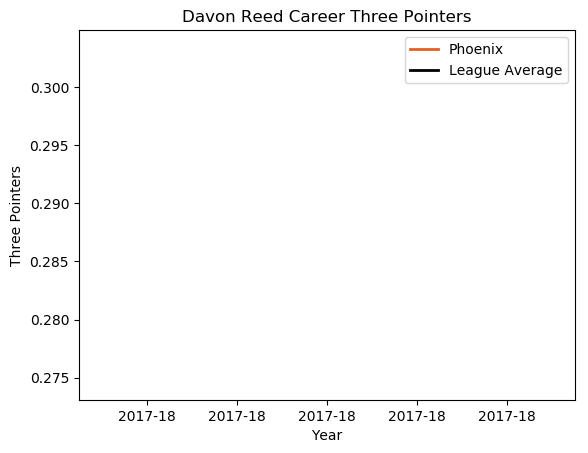 Davon Reed Career Three Pointers
Phoenix
League Average
Three Pointers
0.300
0.295
0.290
0.285
0.280
0.275
2017-18 2017-18 2017-18 2017-18 2017-18
Year